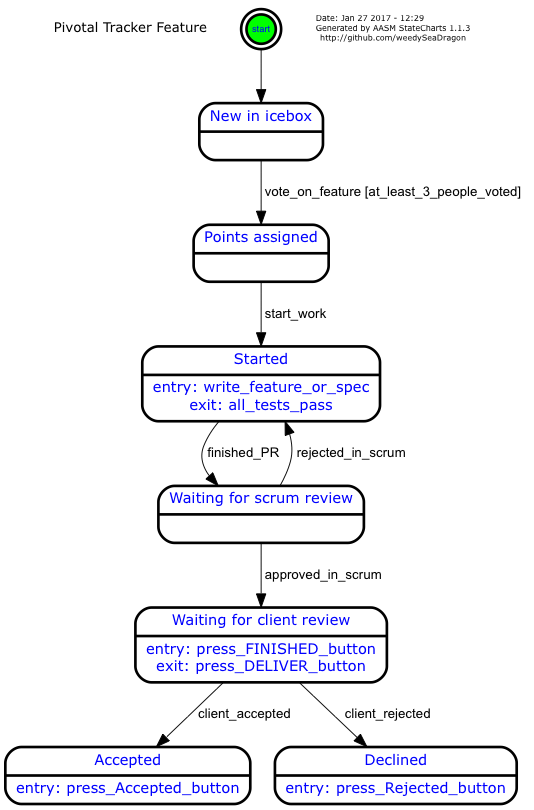 Pivotal Tracker Feature
start
Date: Jan 27 2017 - 12:29
Generated by AASM StateCharts 1.1.3
http://github.com/weedySeaDragon
New in icebox
vote_on_feature [at_least_3_people_voted]
Points assigned
start_work
Started
entry: write_feature_or_spec
exit: all_tests_pass
finished_PR
rejected_in_scrum
Waiting for scrum review
approved_in_scrum
Waiting for client review
entry: press_FINISHED_button
exit: press_DELIVER_button
client_accepted
client_rejected
Accepted
entry: press_Accepted_button
Declined
entry: press_Rejected_button